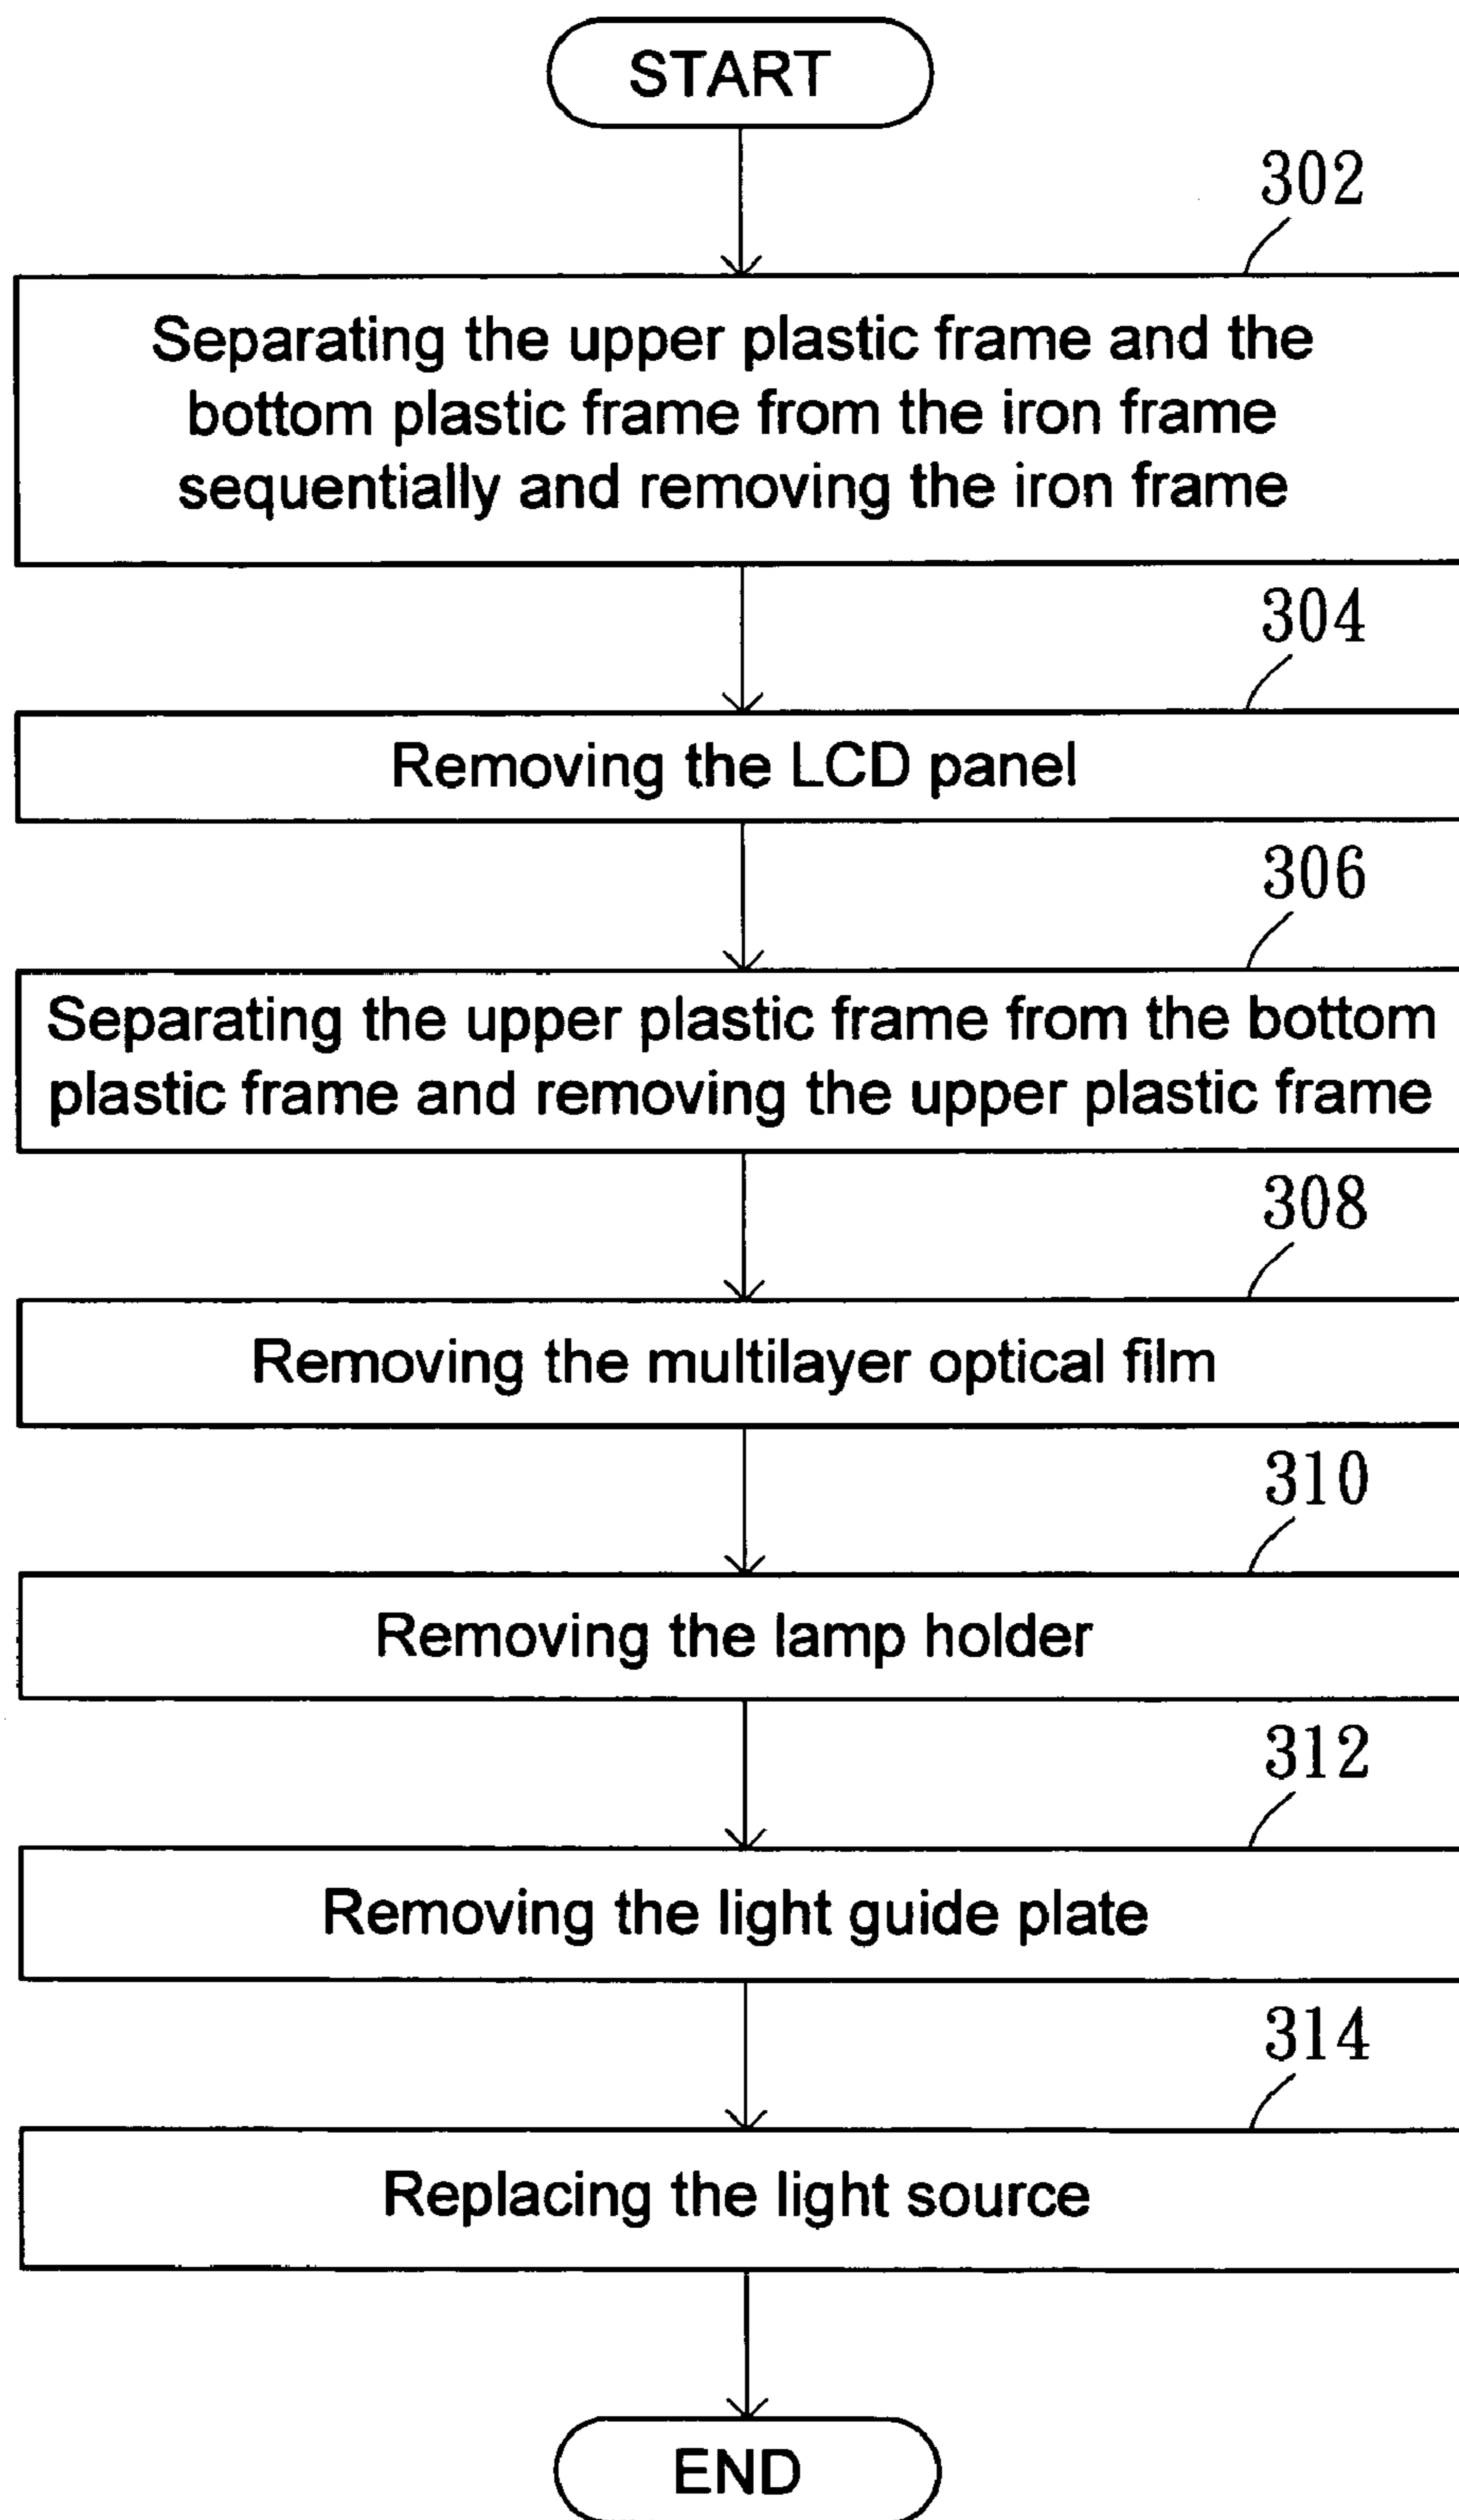 START
302
Separating the upper plastic frame and the
bottom plastic frame from the iron frame
sequentially and removing the iron frame
304
Removing the LCD panel
306
Separating the upper plastic frame from the bottom
plastic frame and removing the upper plastic frame
308
Removing the multilayer optical film
310
Removing the lamp holder
312
Removing the light guide plate
314
Replacing the light source
END